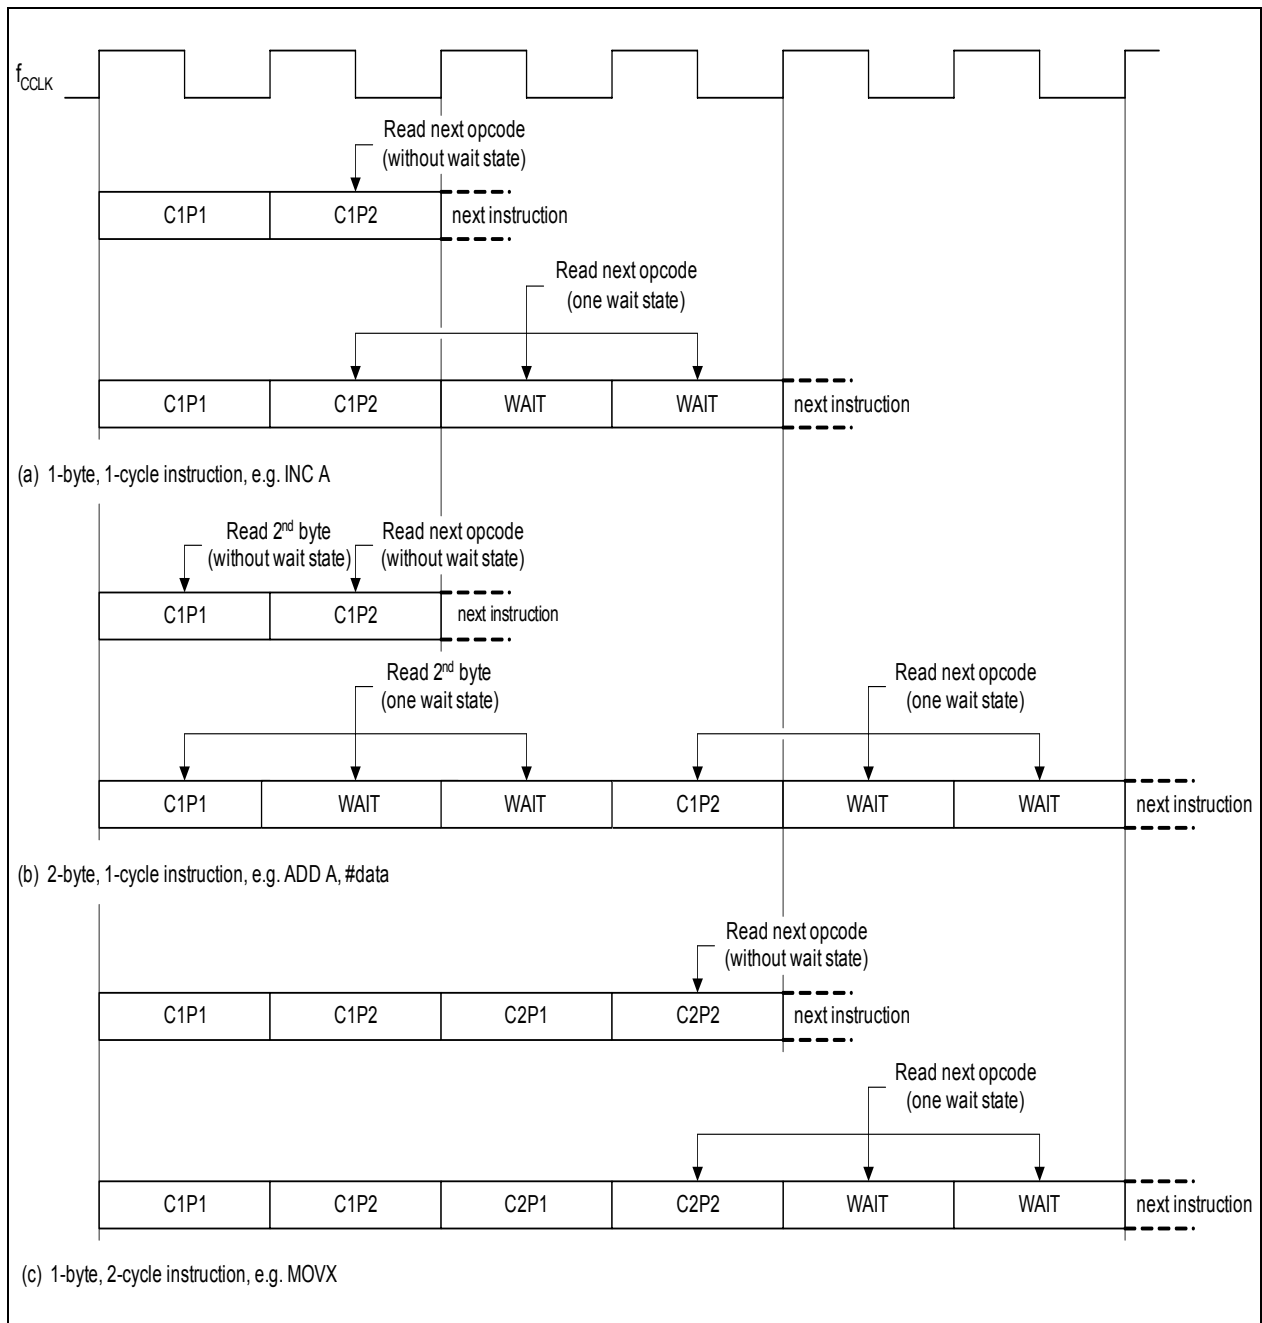 fCCLK
Read next opcode
(without wait state)
C1P1 C1P2 next instruction
Read next opcode
(one wait state)
C1P1 C1P2 WAIT WAIT next instruction
(a) 1-byte, 1-cycle instruction, e.g. INC A
Read 2nd byte Read next opcode
(without wait state) (without wait state)
C1P1 C1P2 next instruction
Read 2nd byte Read next opcode
(one wait state) (one wait state)
C1P1 WAIT WAIT C1P2 WAIT WAIT next instruction
(b) 2-byte, 1-cycle instruction, e.g. ADD A, #data
Read next opcode
(without wait state)
C1P1 C1P2 C2P1 C2P2 next instruction
Read next opcode
(one wait state)
C1P1 C1P2 C2P1 C2P2 WAIT WAIT next instruction
(c) 1-byte, 2-cycle instruction, e.g. MOVX